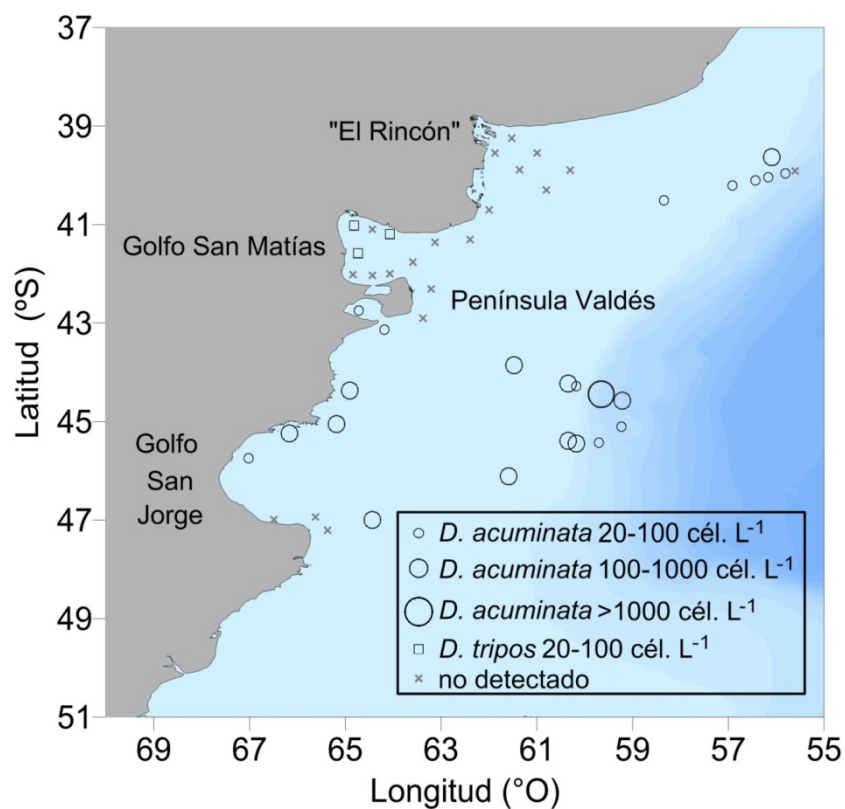 37
39
41
43
45
47
49
51
Latitud (ºS)
"El Rincón"
Golfo San Matías
Península Valdés
Golfo
San
Jorge
D. acuminata 20-100 cél. L-1
D. acuminata 100-1000 cél. L-1
D. acuminata >1000 cél. L-1
D. tripos 20-100 cél. L-1
no detectado
69 67 65 63 61 59 57 55
Longitud (°O)